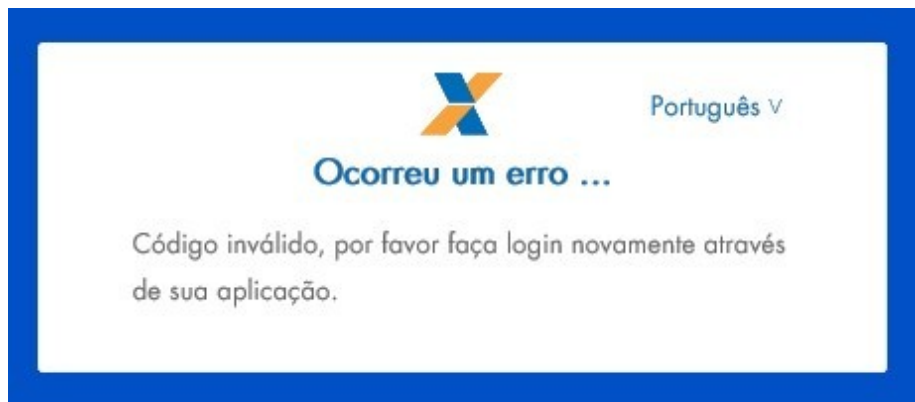 Português V
Ocorreu um erro ...
Código inválido, por favor faça login novamente através
de sua aplicação.